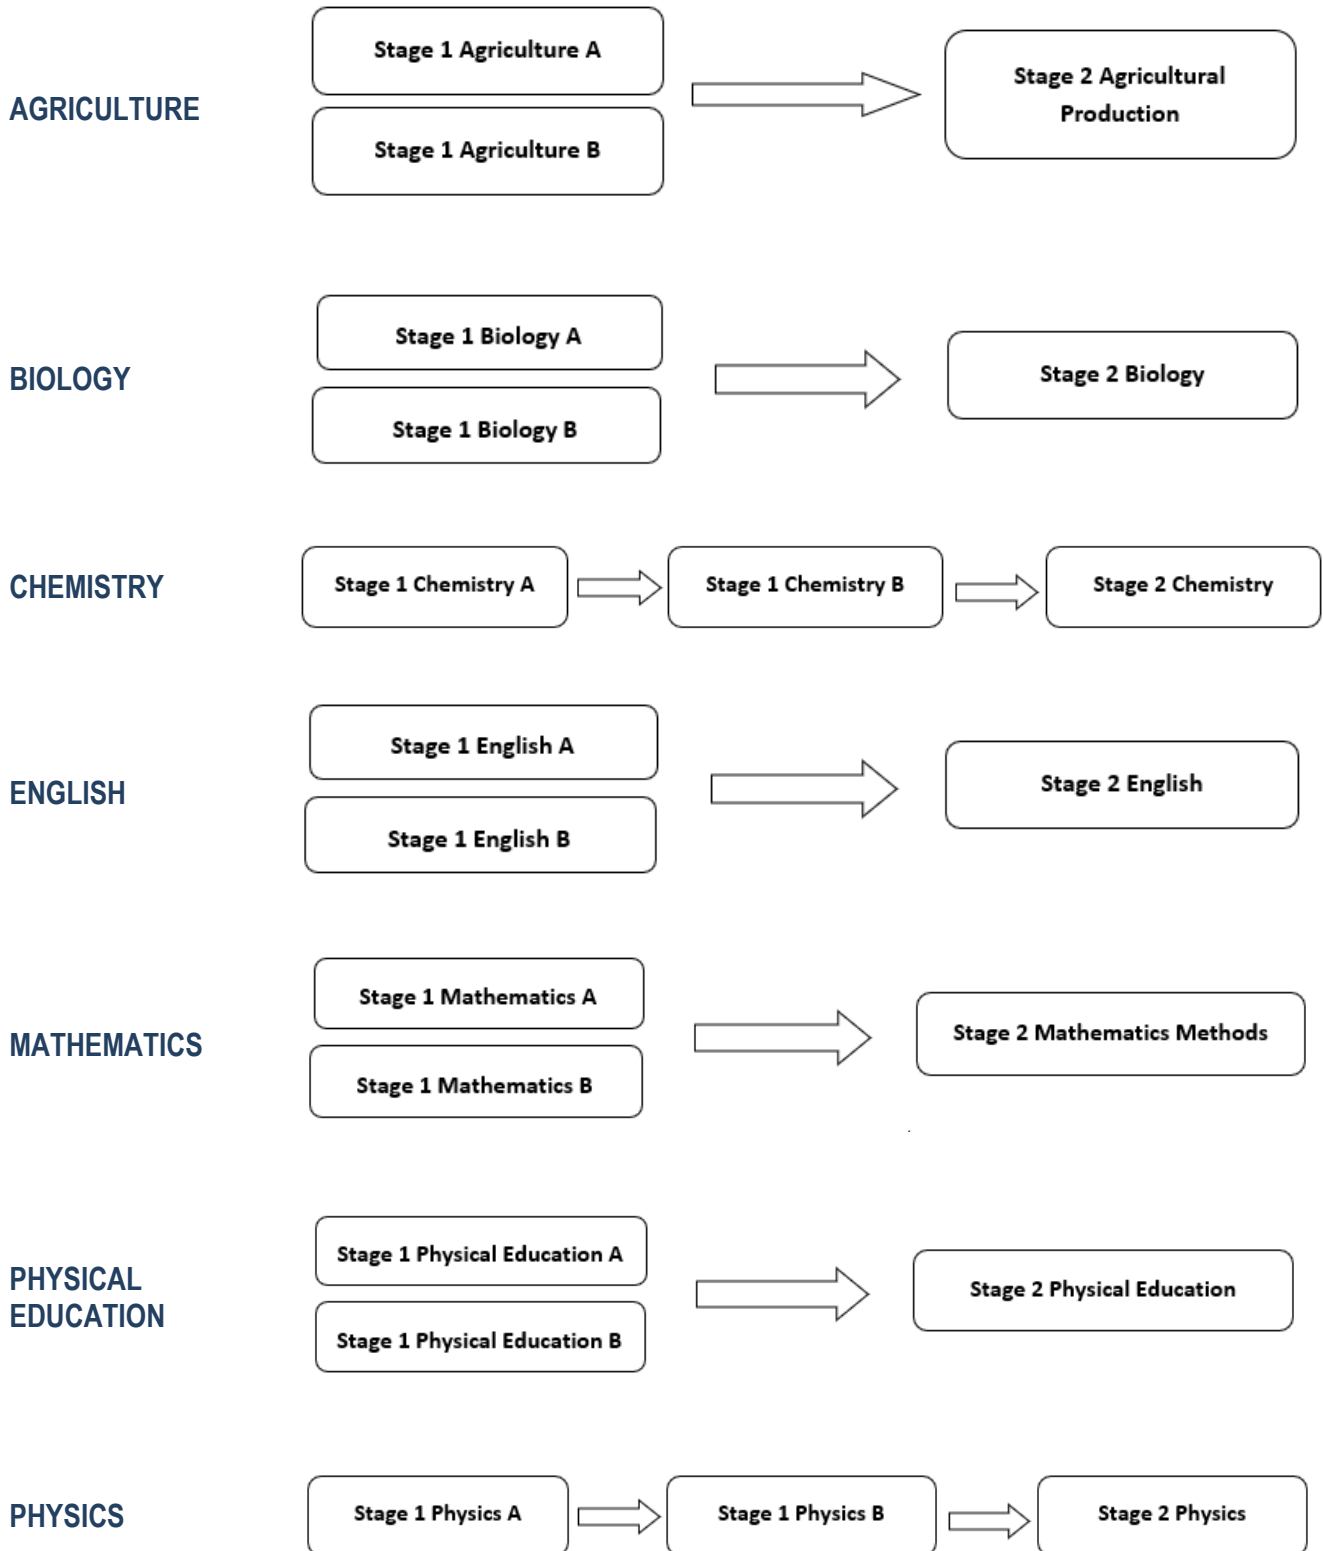 AGRICULTURE
Stage 1 Agriculture A
Stage 1 Agriculture B
Stage 2 Agricultural
Production
BIOLOGY
Stage 1 Biology A
Stage 1 Biology B
Stage 2 Biology
CHEMISTRY
Stage 1 Chemistry A
Stage 1 Chemistry B
Stage 2 Chemistry
ENGLISH
Stage 1 English A
Stage 1 English B
Stage 2 English
MATHEMATICS
Stage 1 Mathematics A
Stage 1 Mathematics B
Stage 2 Mathematics Methods
.
PHYSICAL
EDUCATION
Stage 1 Physical Education A
Stage 1 Physical Education B
Stage 2 Physical Education
PHYSICS
Stage 1 Physics A
Stage 1 Physics B
Stage 2 Physics